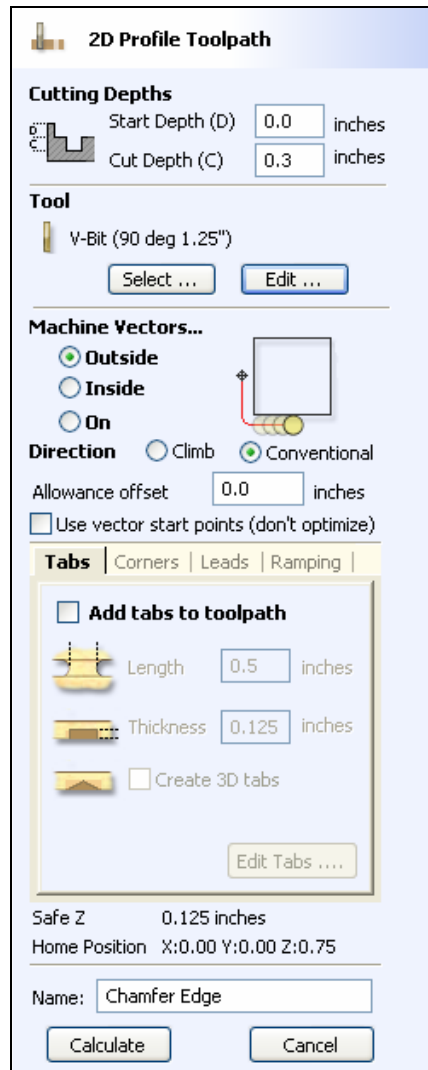 2D Profile Toolpath
Cutting Depths
D
C
Start Depth (D) 0.0 inches
Cut Depth (C) 0.3 inches
Tool
V-Bit (90 deg 1.25")
Select ... Edit ...
Machine Vectors...
Outside
Inside
On
Direction Climb Conventional
Allowance offset 0.0 inches
Use vector start points (don't optimize)
Tabs | Corners | Leads | Ramping |
Add tabs to toolpath
Length 0.5 inches
Thickness 0.125 inches
Create 3D tabs
Edit Tabs ....
Safe Z 0.125 inches
Home Position X:0.00 Y:0.00 Z:0.75
Name: Chamfer Edge
Calculate Cancel